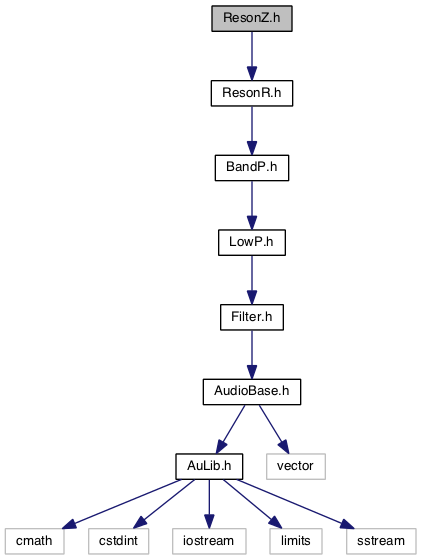 ResonZ.h
ResonR.h
BandP.h
LowP.h
Filter.h
AudioBase.h
AuLib.h
vector
cmath
cstdint
iostream
limits
sstream